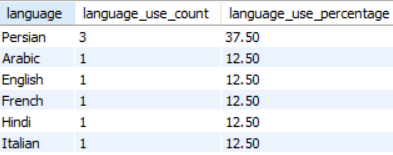 language language_use_count language_use_percentage
Persian 3 37.50
Arabic 1 12.50
English 1 12.50
French 1 12.50
Hindi 1 12.50
Italian 1 12.50